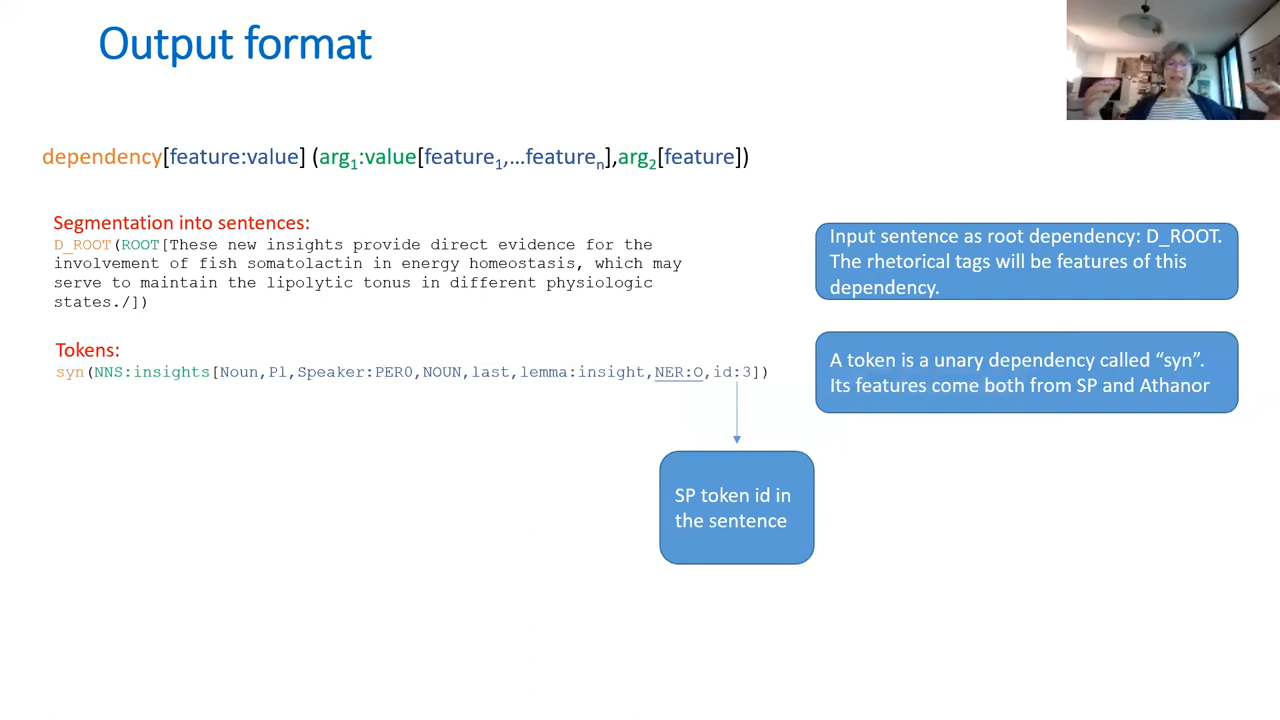 Output format
dependency[feature:value] (arg1:value[feature1,…featuren],arg2[feature])
Segmentation into sentences:
D_ROOT(ROOT[These new insights provide direct evidence for the
involvement of fish somatolactin in energy homeostasis, which may
serve to maintain the lipolytic tonus in different physiologic
states./])
Input sentence as root dependency: D_ROOT.
The rhetorical tags will be features of this
dependency.
Tokens:
syn(NNS:insights[Noun,Pl,Speaker:PER0,NOUN,last,lemma:insight,NER:O,id:3])
A token is a unary dependency called “syn”.
Its features come both from SP and Athanor
SP token id in
the sentence